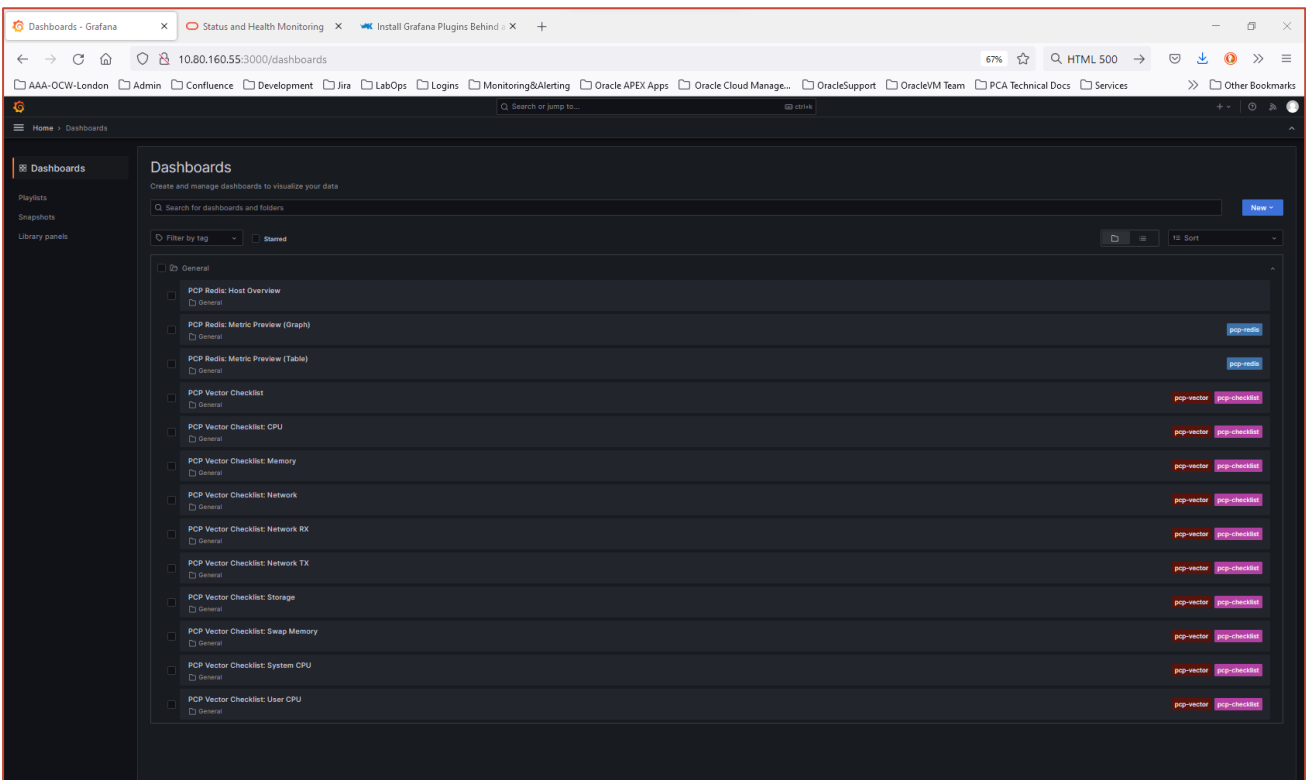 Dashboards - Grafana
Status and Health Monitoring
Install Grafana Plugins Behind a
10.80.160.55:3000/dashboards
67%
HTML 500
AAA-OCW-London Admin Confluence Development Jira LabOps Logins Monitoring&Alerting Oracle APEX Apps Oracle Cloud Manage... OracleSupport OracleVM Team PCA Technical Docs Services Other Bookmarks
Search or jump to... ctrl+k
Home > Dashboards
Dashboards
Playlists
Snapshots
Library panels
Dashboards
Create and manage dashboards to visualize your data
Search for dashboards and folders
New
Filter by tag
Starred
Sort
General
PCP Redis: Host Overview
General
PCP Redis: Metric Preview (Graph)
General
pcp-redis
PCP Redis: Metric Preview (Table)
General
pcp-redis
PCP Vector Checklist
General
pcp-vector pcp-checklist
PCP Vector Checklist: CPU
General
pcp-vector pcp-checklist
PCP Vector Checklist: Memory
General
pcp-vector pcp-checklist
PCP Vector Checklist: Network
General
pcp-vector pcp-checklist
PCP Vector Checklist: Network RX
General
pcp-vector pcp-checklist
PCP Vector Checklist: Network TX
General
pcp-vector pcp-checklist
PCP Vector Checklist: Storage
General
pcp-vector pcp-checklist
PCP Vector Checklist: Swap Memory
General
pcp-vector pcp-checklist
PCP Vector Checklist: System CPU
General
pcp-vector pcp-checklist
PCP Vector Checklist: User CPU
General
pcp-vector pcp-checklist